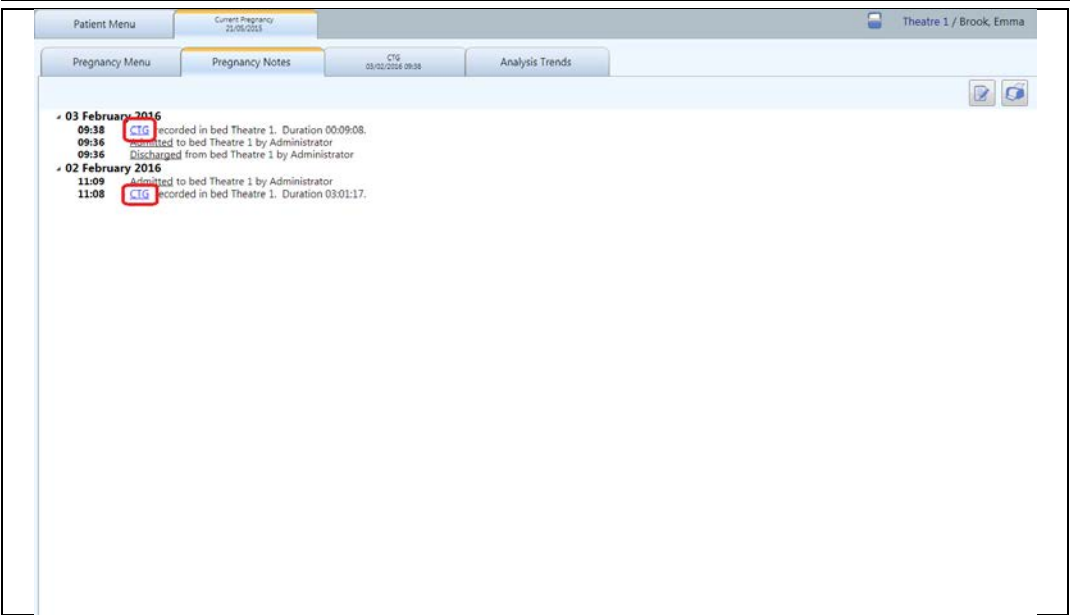 Patient Menu
Current Pregnancy
21/05/2015
Theatre 1 / Brook, Emma
Pregnancy Menu
Pregnancy Notes
CTG
03/02/2016 09:38
Analysis Trends
03 February 2016
09:38 CTG recorded in bed Theatre 1. Duration 00:09:08.
09:36 Admitted to bed Theatre 1 by Administrator
09:36 Discharged from bed Theatre 1 by Administrator
02 February 2016
11:09 Admitted to bed Theatre 1 by Administrator
11:08 CTG recorded in bed Theatre 1. Duration 03:01:17.